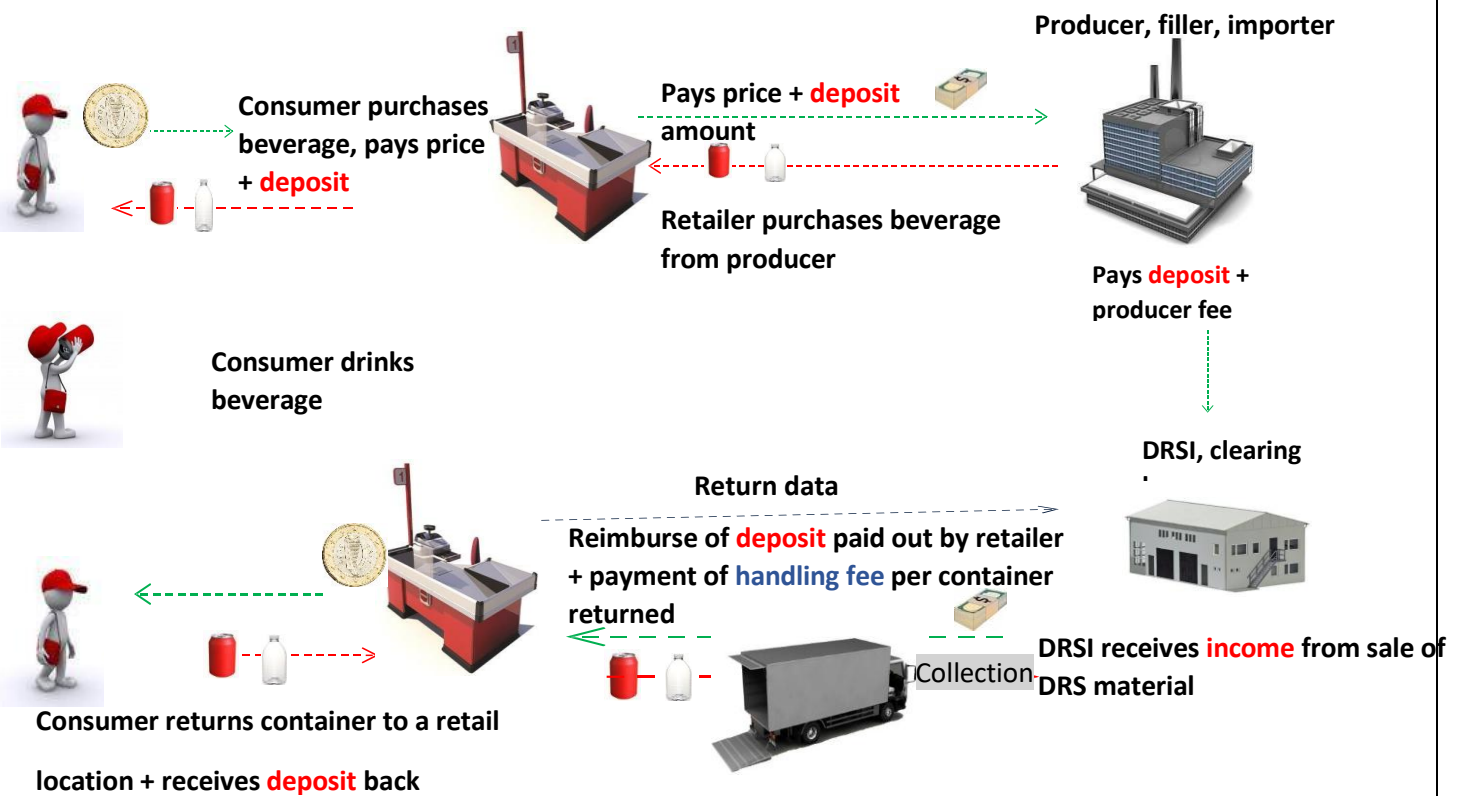 Producer, filler, importer
Consumer purchases
beverage, pays price
+ deposit
Pays price + deposit
amount
Retailer purchases beverage
from producer
Pays deposit +
producer fee
Consumer drinks
beverage
DRSI, clearing
Return data
Reimburse of deposit paid out by retailer
+ payment of handling fee per container
returned
Collection
DRSI receives income from sale of
DRS material
Consumer returns container to a retail
location + receives deposit back
1
1